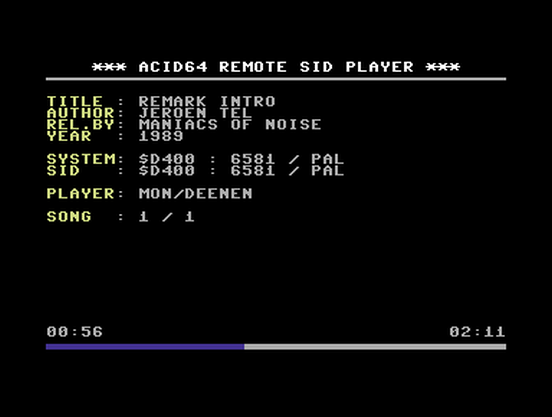 *** ACID64 REMOTE SID PLAYER ***
TITLE : REMARK INTRO
AUTHOR: JEROEN TEL
REL.BY: MANIACS OF NOISE
YEAR  : 1989
SYSTEM: $D400 : 6581 / PAL
SID   : $D400 : 6581 / PAL
PLAYER: MON/DEENEN
SONG  : 1 / 1
00:56 02:11